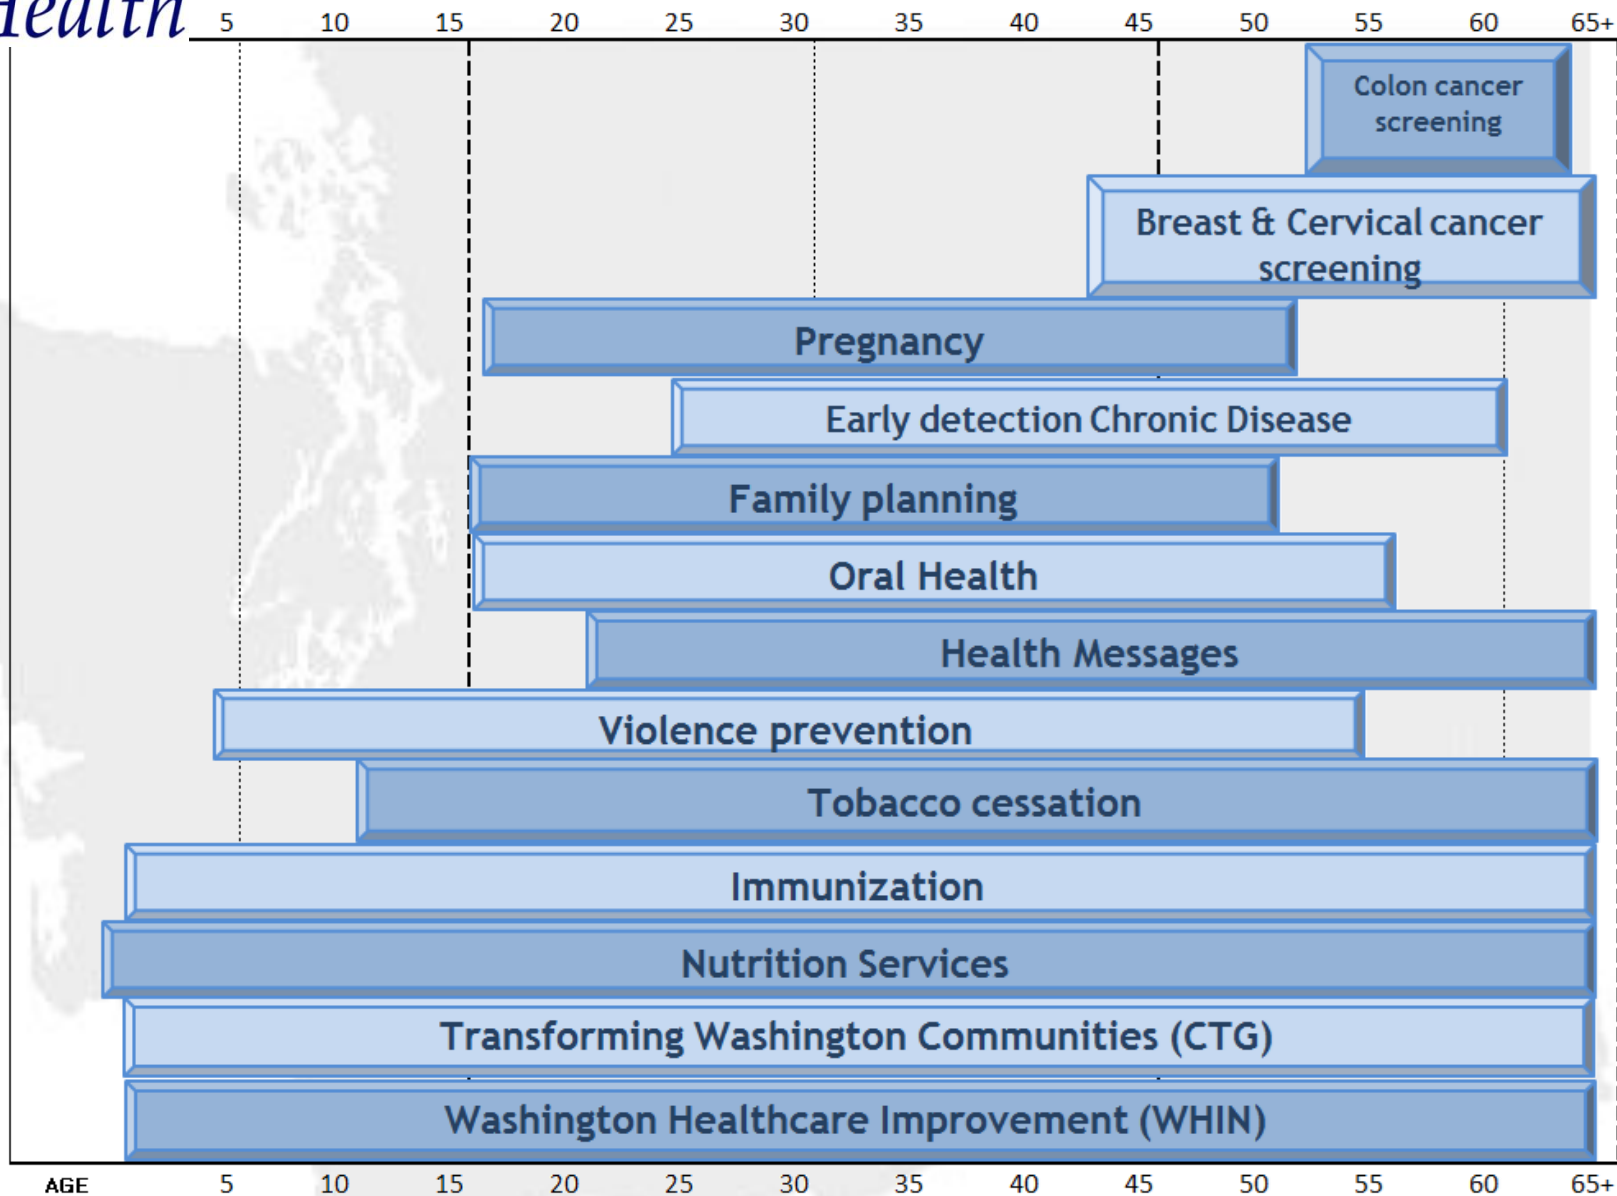 Health
5 10 15 20 25 30 35 40 45 50 55 60 65+
Colon cancer
screening
Breast & Cervical cancer
screening
Pregnancy
Early detection Chronic Disease
Family planning
Oral Health
Health Messages
Violence prevention
Tobacco cessation
Immunization
Nutrition Services
Transforming Washington Communities (CTG)
Washington Healthcare Improvement (WHIN)
AGE 5 10 15 20 25 30 35 40 45 50 55 60 65+